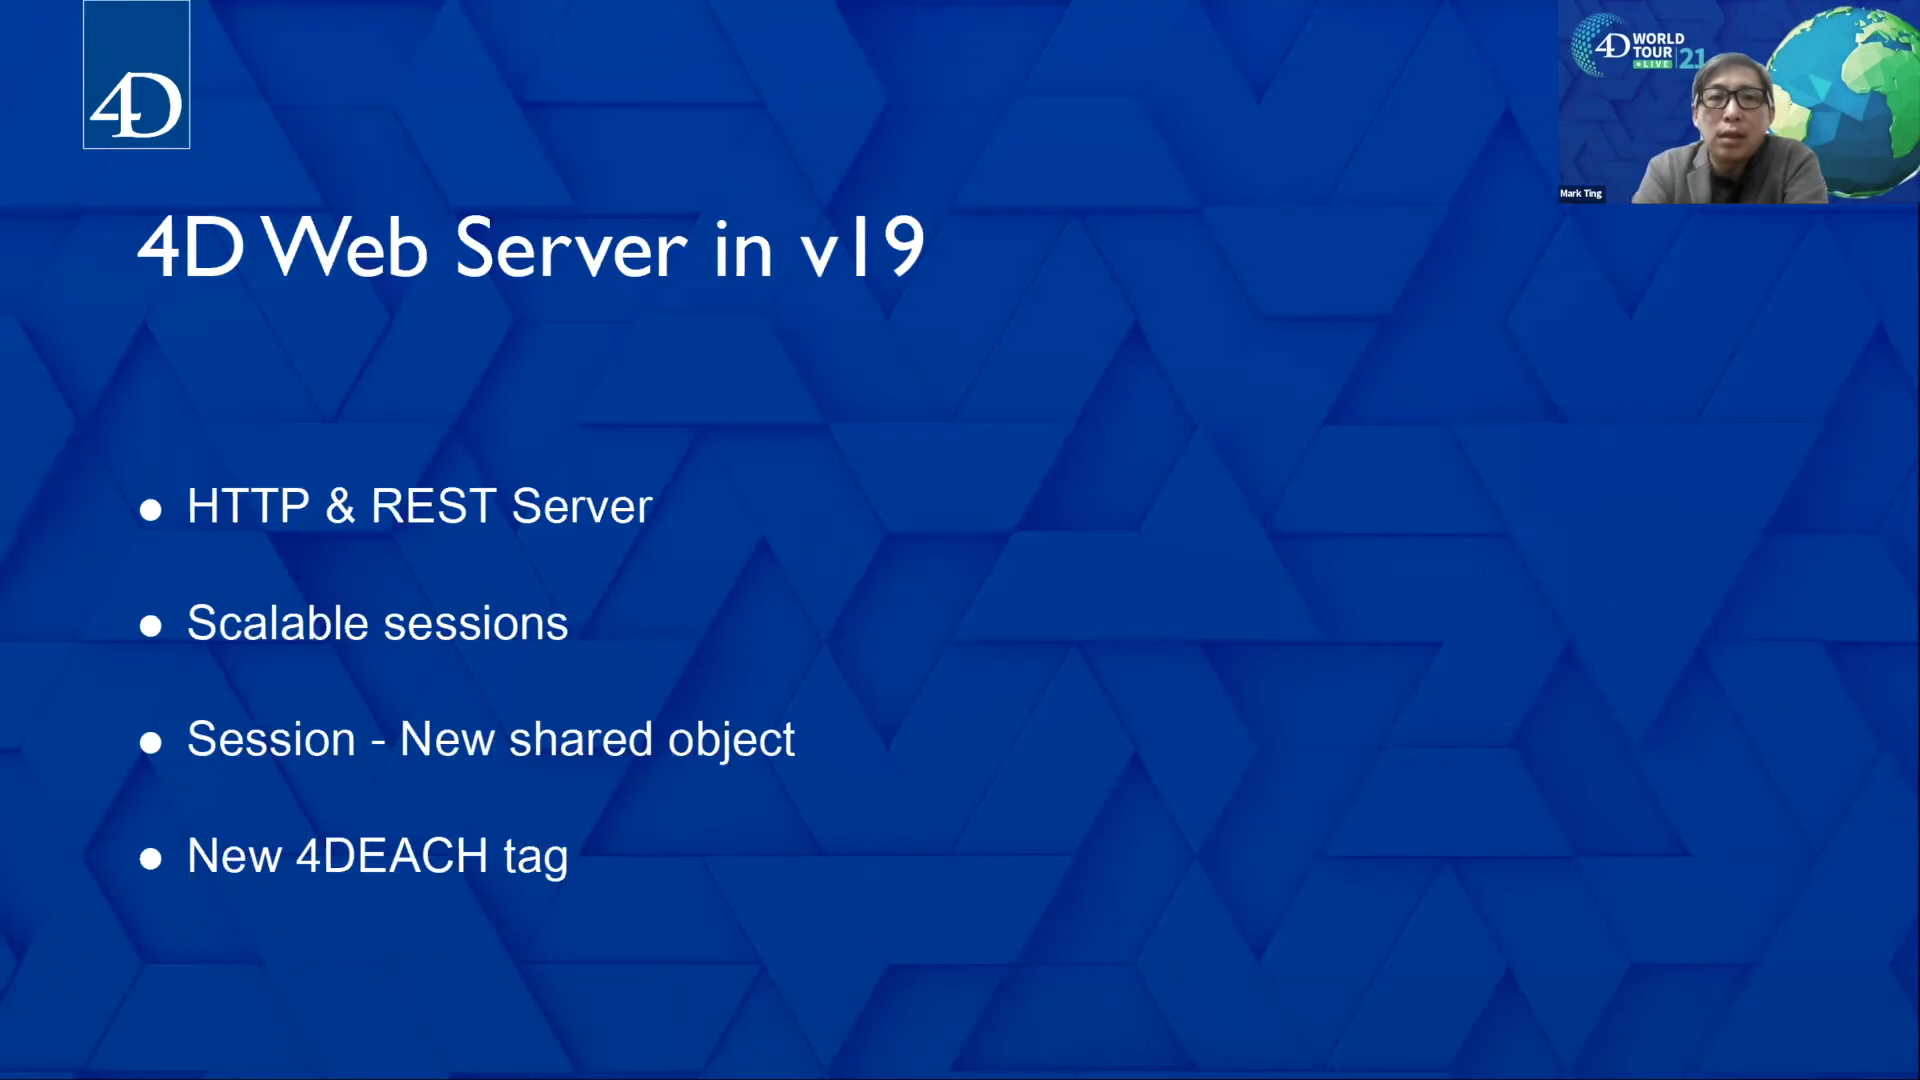 4D
4D WORLD
TOUR 21
LIVE
Mark Ting
4D Web Server in v19
● HTTP & REST Server
● Scalable sessions
● Session - New shared object
● New 4DEACH tag